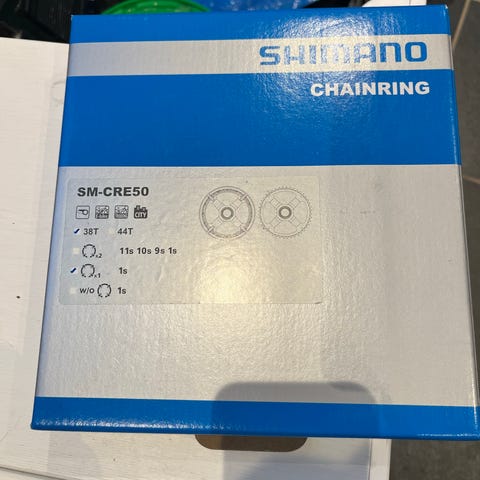 SHIMANO
CHAINRING
SM-CRE50
CITY
38T 44T
x2 11s 10s 9s 1s
x1 1s
w/o 1s